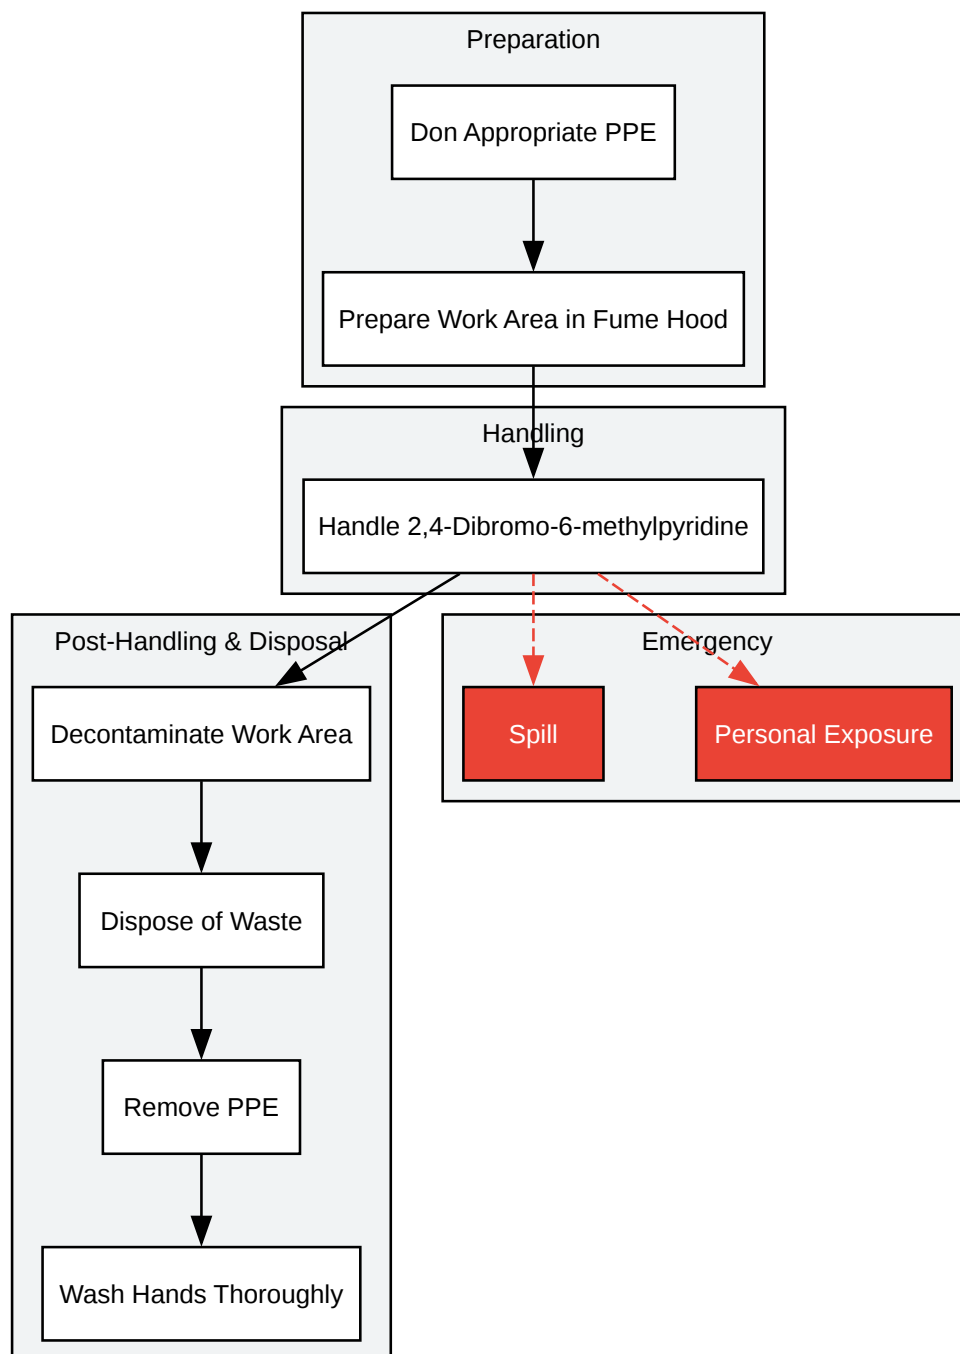 Preparation
Don Appropriate PPE
Prepare Work Area in Fume Hood
Handling
Handle 2,4-Dibromo-6-methylpyridine
Post-Handling & Disposal
Decontaminate Work Area
Dispose of Waste
Remove PPE
Wash Hands Thoroughly
Emergency
Spill
Personal Exposure